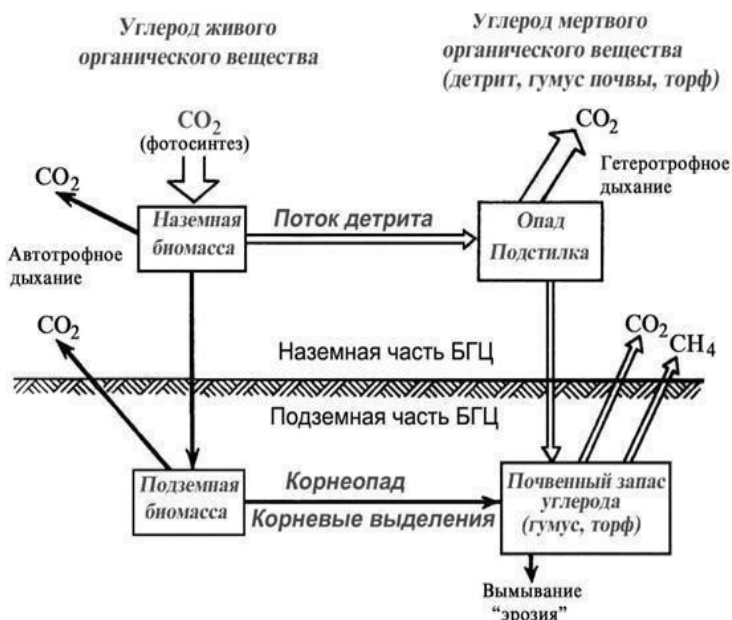 Углерод живого
органического вещества
Углерод мертвого
органического вещества
(детрит, гумус почвы, торф)
CO₂
(фотосинтез)
CO₂
Гетеротрофное
дыхание
CO₂
Наземная
биомасса
Поток детрита
Опад
Подстилка
Автотрофное
дыхание
CO₂
CO₂
CH₄
Наземная часть БГЦ
Подземная часть БГЦ
Подземная
биомасса
Корнеопад
Корневые выделения
Почвенный запас
углерода
(гумус, торф)
Вымывание
“эрозия”